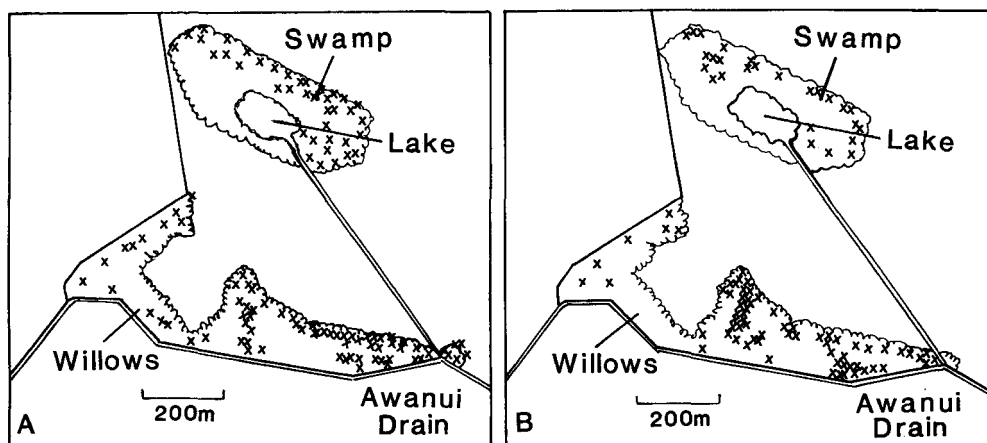 Swamp
Lake
Willows
200m
Awanui
Drain
A
Swamp
Lake
Willows
200m
Awanui
Drain
B